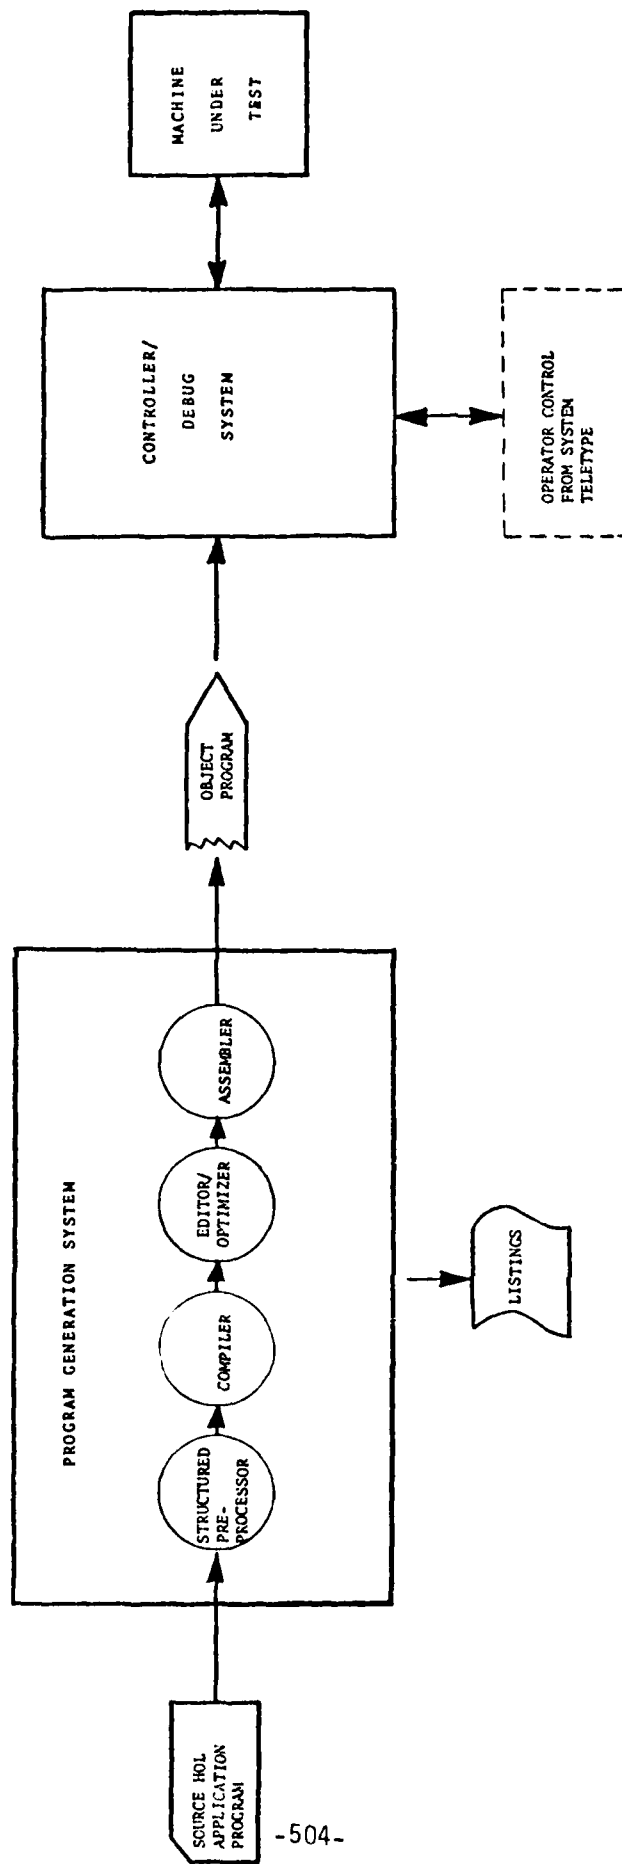 SOURCE HOL
APPLICATION
PROGRAM
PROGRAM GENERATION SYSTEM
STRUCTURED
PRE-
PROCESSOR
COMPILER
EDITOR/
OPTIMIZER
ASSEMBLER
LISTINGS
OBJECT
PROGRAM
CONTROLLER/
DEBUG
SYSTEM
OPERATOR CONTROL
FROM SYSTEM
TELETYPE
MACHINE
UNDER
TEST
-504-